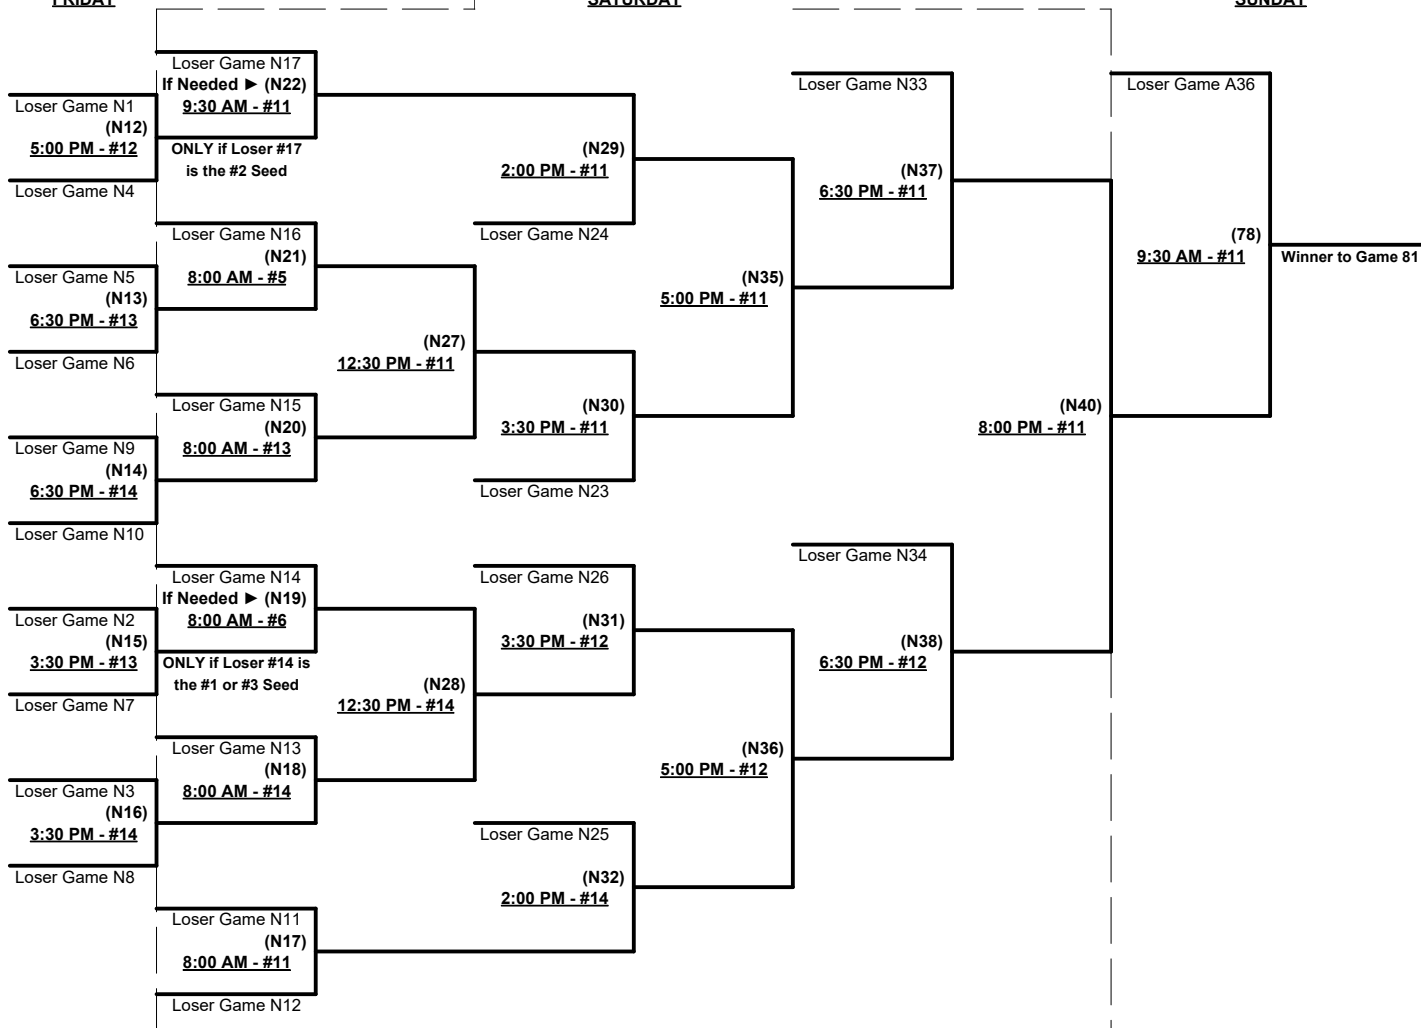 FRIDAY
SATURDAY
SUNDAY
Loser Game N17
If Needed ► (N22)
9:30 AM - #11
ONLY if Loser #17
is the #2 Seed
Loser Game N1
(N12)
5:00 PM - #12
Loser Game N4
Loser Game N16
(N21)
8:00 AM - #5
Loser Game N5
(N13)
6:30 PM - #13
Loser Game N6
Loser Game N15
(N20)
8:00 AM - #13
Loser Game N9
(N14)
6:30 PM - #14
Loser Game N10
Loser Game N14
If Needed ► (N19)
8:00 AM - #6
ONLY if Loser #14 is
the #1 or #3 Seed
Loser Game N2
(N15)
3:30 PM - #13
Loser Game N7
Loser Game N13
(N18)
8:00 AM - #14
Loser Game N3
(N16)
3:30 PM - #14
Loser Game N8
Loser Game N11
(N17)
8:00 AM - #11
Loser Game N12
(N27)
12:30 PM - #11
(N28)
12:30 PM - #14
(N29)
2:00 PM - #11
Loser Game N24
(N30)
3:30 PM - #11
Loser Game N23
Loser Game N26
(N31)
3:30 PM - #12
Loser Game N25
(N32)
2:00 PM - #14
(N35)
5:00 PM - #11
(N36)
5:00 PM - #12
Loser Game N33
(N37)
6:30 PM - #11
Loser Game N34
(N38)
6:30 PM - #12
(N40)
8:00 PM - #11
Loser Game A36
(78)
9:30 AM - #11
Winner to Game 81